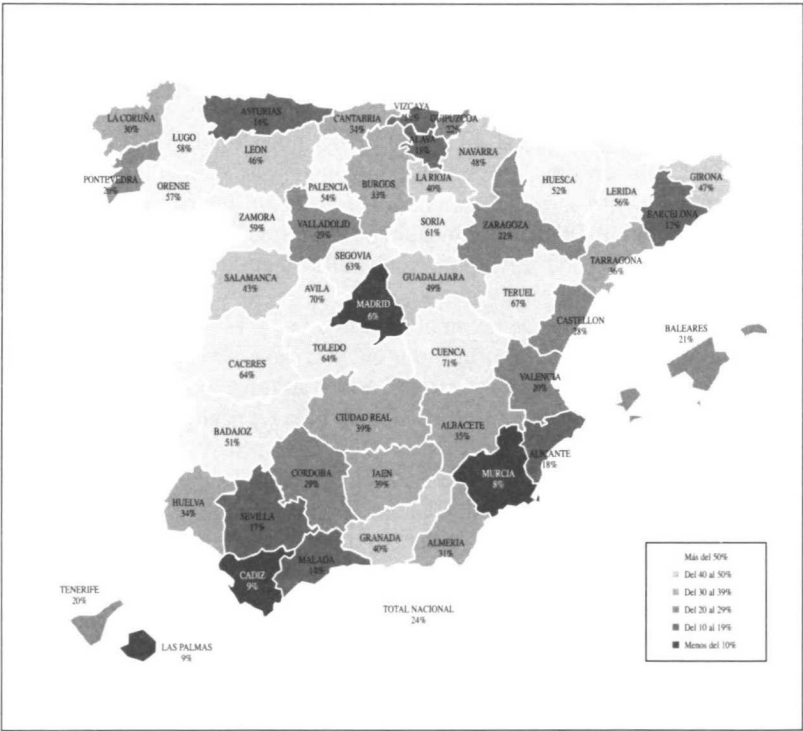 LA CORUÑA
30%
LUGO
58%
ASTURIAS
14%
CANTABRIA
34%
VIZCAYA
GUIPUZCOA
22%
ALAVA
NAVARRA
48%
PONTEVEDRA
ORENSE
57%
LEON
46%
PALENCIA
54%
BURGOS
33%
LA RIOJA
40%
HUESCA
52%
LERIDA
56%
GIRONA
47%
BARCELONA
12%
ZAMORA
59%
VALLADOLID
29%
SORIA
61%
ZARAGOZA
22%
TARRAGONA
36%
SEGOVIA
63%
SALAMANCA
43%
AVILA
70%
MADRID
6%
GUADALAJARA
49%
TERUEL
67%
CASTELLON
28%
BALEARES
21%
TOLEDO
64%
CUENCA
71%
CACERES
64%
VALENCIA
20%
CIUDAD REAL
39%
ALBACETE
35%
BADAJOZ
51%
ALICANTE
18%
CORDOBA
29%
JAEN
39%
MURCIA
8%
HUELVA
34%
SEVILLA
17%
GRANADA
40%
ALMERIA
31%
MALAGA
CADIZ
9%
TENERIFE
20%
LAS PALMAS
9%
TOTAL NACIONAL
24%
Más del 50%
Del 40 al 50%
Del 30 al 39%
Del 20 al 29%
Del 10 al 19%
Menos del 10%